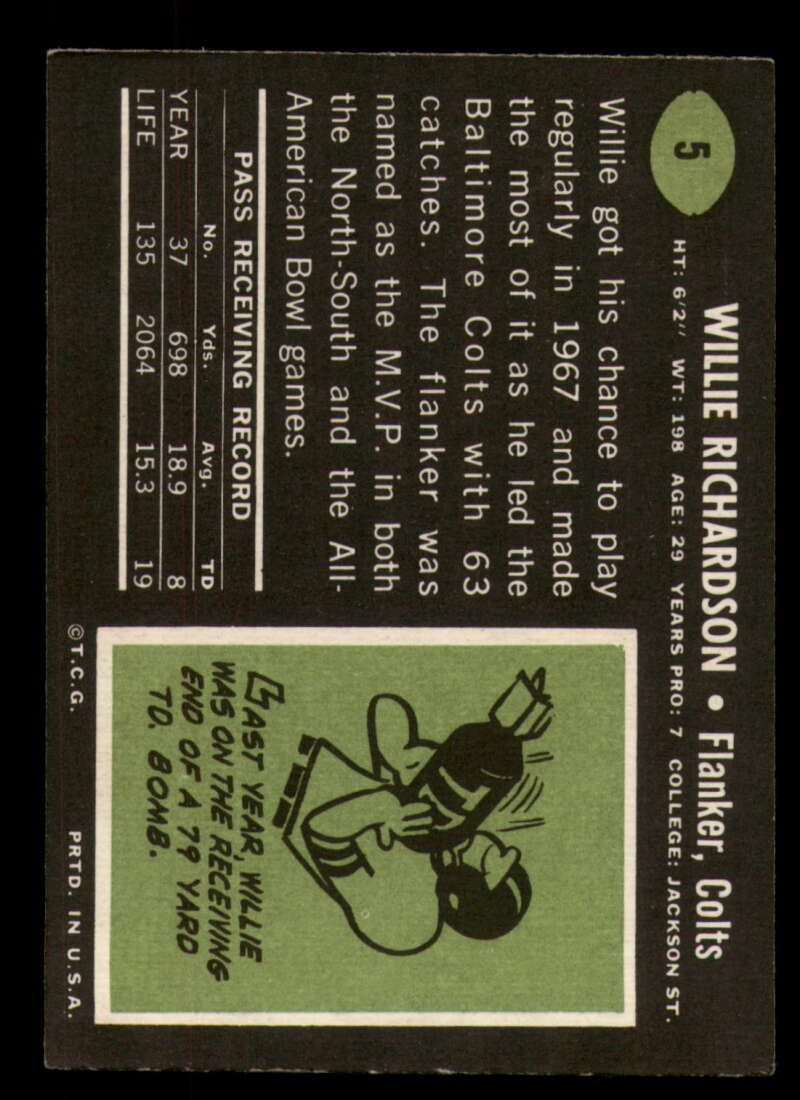 5
WILLIE RICHARDSON • Flanker, Colts
HT: 6'2" WT: 198 AGE: 29 YEARS PRO: 7 COLLEGE: JACKSON ST.
Willie got his chance to play
regularly in 1967 and made
the most of it as he led the
Baltimore Colts with 63
catches. The flanker was
named as the M.V.P. in both
the North-South and the All-
American Bowl games.
PASS RECEIVING RECORD
No. Yds. Avg. TD
YEAR 37 698 18.9 8
LIFE 135 2064 15.3 19
LAST YEAR, WILLIE
WAS ON THE RECEIVING
END OF A 79 YARD
TD. BOMB.
©T.C.G. PRTD. IN U.S.A.